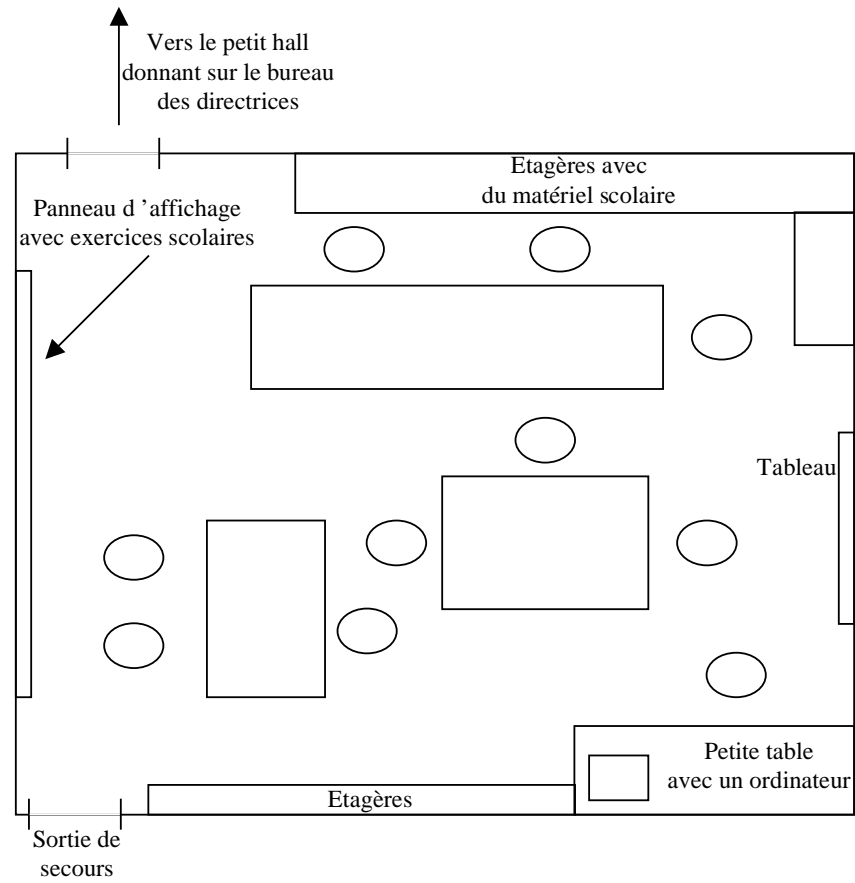 Vers le petit hall
donnant sur le bureau
des directrices
Etagères avec
du matériel scolaire
Panneau d ’affichage
avec exercices scolaires
Tableau
Petite table
avec un ordinateur
Etagères
Sortie de
secours